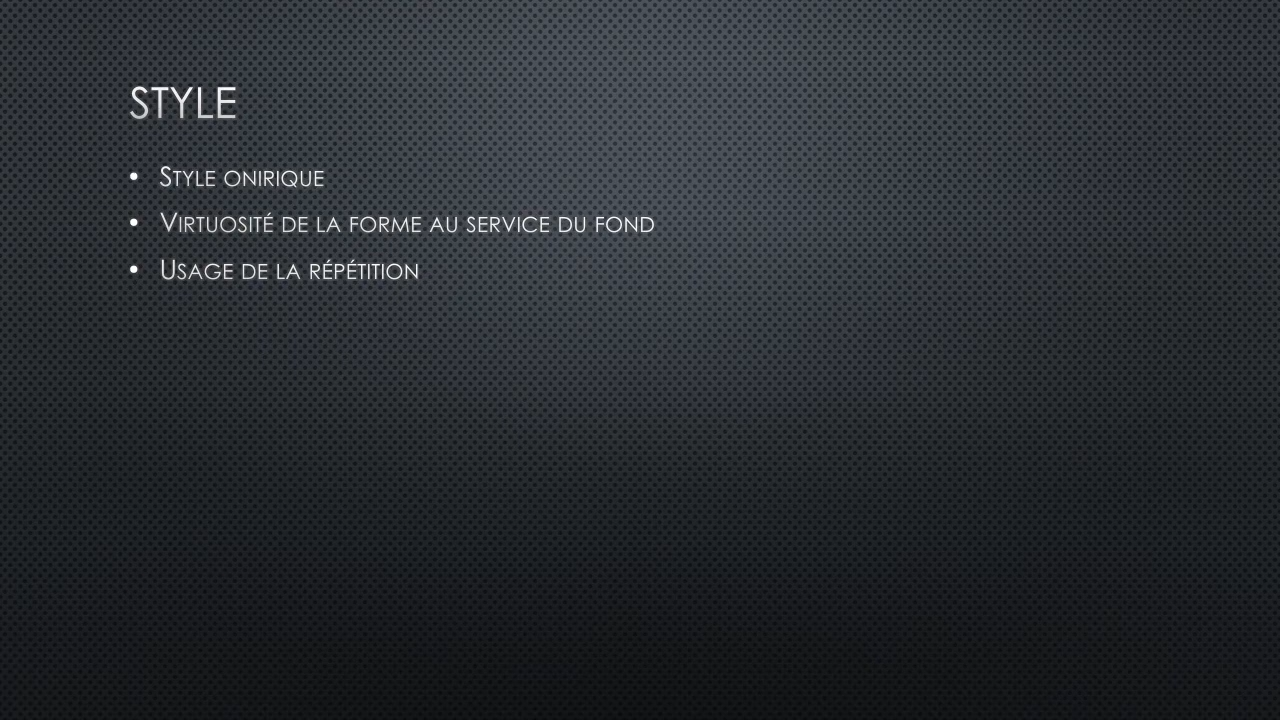 STYLE
• STYLE ONIRIQUE
• VIRTUOSITÉ DE LA FORME AU SERVICE DU FOND
• USAGE DE LA RÉPÉTITION